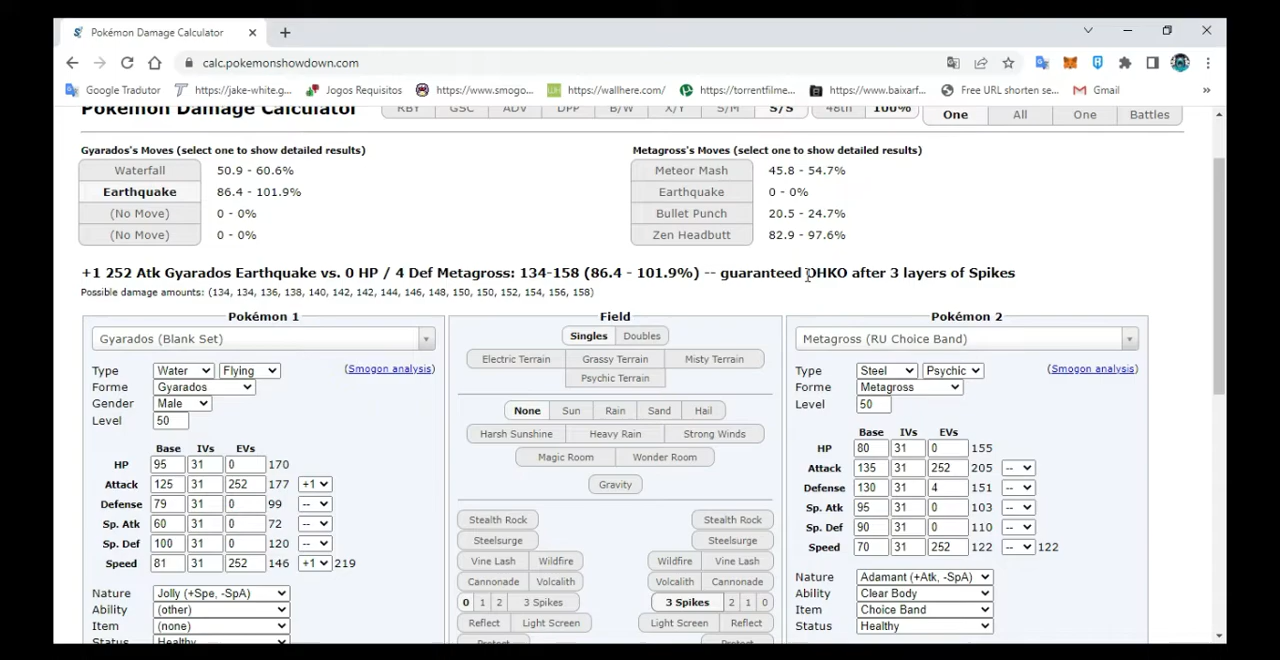 Pokémon Damage Calculator
calc.pokemonshowdown.com
Google Tradutor https://jake-white.g... Jogos Requisitos https://www.smogo... https://wallhere.com/ https://torrentfilme... https://www.baixarf... Free URL shorten se... Gmail »
Pokémon Damage Calculator RBY GSC ADV DPP B/W X/Y S/M S/S 48th 100% One All One Battles
Gyarados's Moves (select one to show detailed results) Metagross's Moves (select one to show detailed results)
Waterfall 50.9 - 60.6% Meteor Mash 45.8 - 54.7%
Earthquake 86.4 - 101.9% Earthquake 0 - 0%
(No Move) 0 - 0% Bullet Punch 20.5 - 24.7%
(No Move) 0 - 0% Zen Headbutt 82.9 - 97.6%
+1 252 Atk Gyarados Earthquake vs. 0 HP / 4 Def Metagross: 134-158 (86.4 - 101.9%) -- guaranteed OHKO after 3 layers of Spikes
Possible damage amounts: (134, 134, 136, 138, 140, 142, 142, 144, 146, 148, 150, 150, 152, 154, 156, 158)
Pokémon 1 Field Pokémon 2
Gyarados (Blank Set) Singles Doubles Metagross (RU Choice Band)
Electric Terrain Grassy Terrain Misty Terrain
Type Water Flying (Smogon analysis) Psychic Terrain Type Steel Psychic (Smogon analysis)
Forme Gyarados Forme Metagross
Gender Male None Sun Rain Sand Hail Level 50
Level 50 Harsh Sunshine Heavy Rain Strong Winds
Base IVs EVs Magic Room Wonder Room Base IVs EVs
HP 95 31 0 170 HP 80 31 0 155
Attack 125 31 252 177 +1 Gravity Attack 135 31 252 205 --
Defense 79 31 0 99 -- Defense 130 31 4 151 --
Sp. Atk 60 31 0 72 -- Stealth Rock Stealth Rock Sp. Atk 95 31 0 103 --
Sp. Def 100 31 0 120 -- Steelsurge Steelsurge Sp. Def 90 31 0 110 --
Speed 81 31 252 146 +1 219 Vine Lash Wildfire Wildfire Vine Lash Speed 70 31 252 122 -- 122
Cannonade Volcalith Volcalith Cannonade
Nature Jolly (+Spe, -SpA) 0 1 2 3 Spikes 3 Spikes 2 1 0 Nature Adamant (+Atk, -SpA)
Ability (other) Reflect Light Screen Light Screen Reflect Ability Clear Body
Item (none) Protect Protect Item Choice Band
Status Healthy Status Healthy